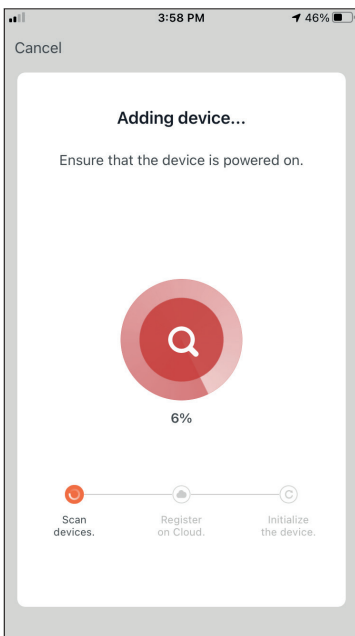 3:58 PM
46%
Cancel
Adding device...
Ensure that the device is powered on.
6%
Scan
devices.
Register
on Cloud.
Initialize
the device.